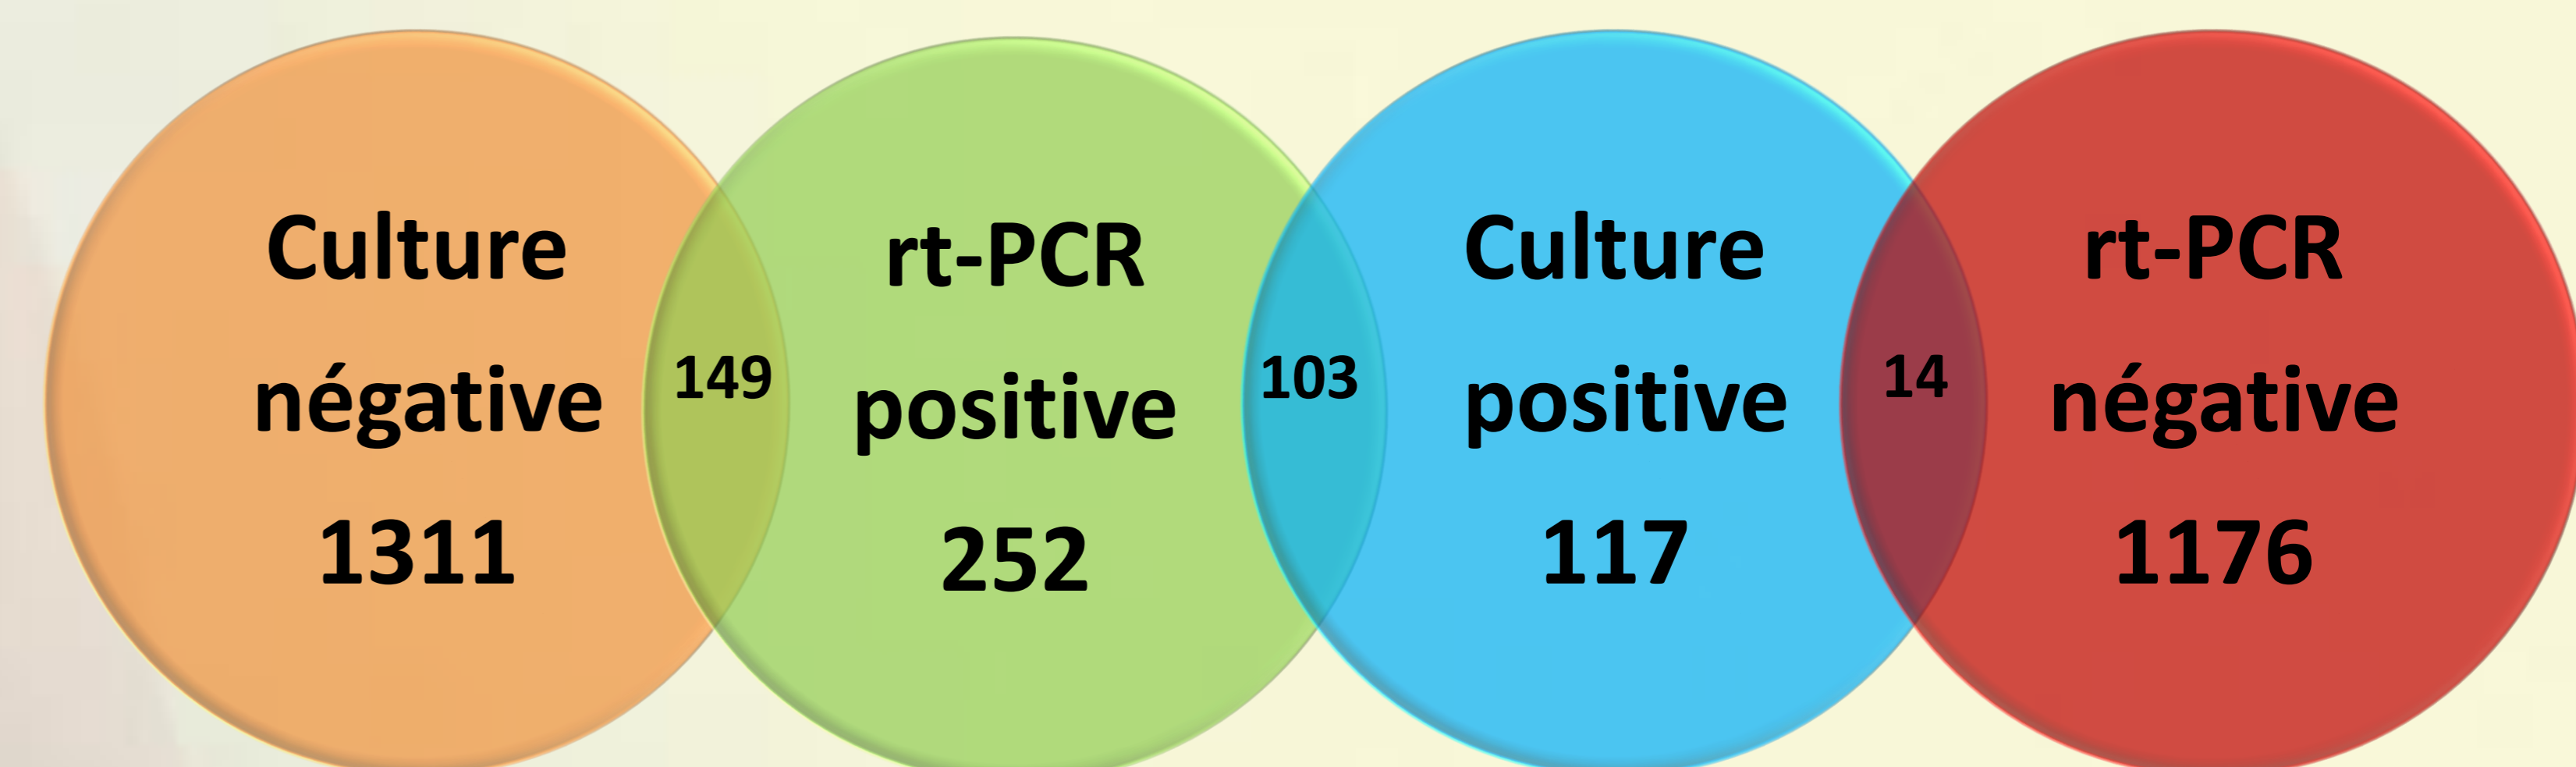 Culture
négative
1311
149
rt-PCR
positive
252
103
Culture
positive
117
14
rt-PCR
négative
1176